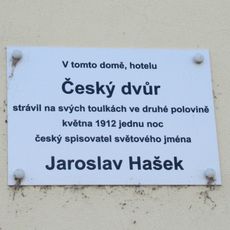 V tomto domě, hotelu
Český dvůr
strávil na svých toulkách ve druhé polovině
května 1912 jednu noc
český spisovatel světového jména
Jaroslav Hašek